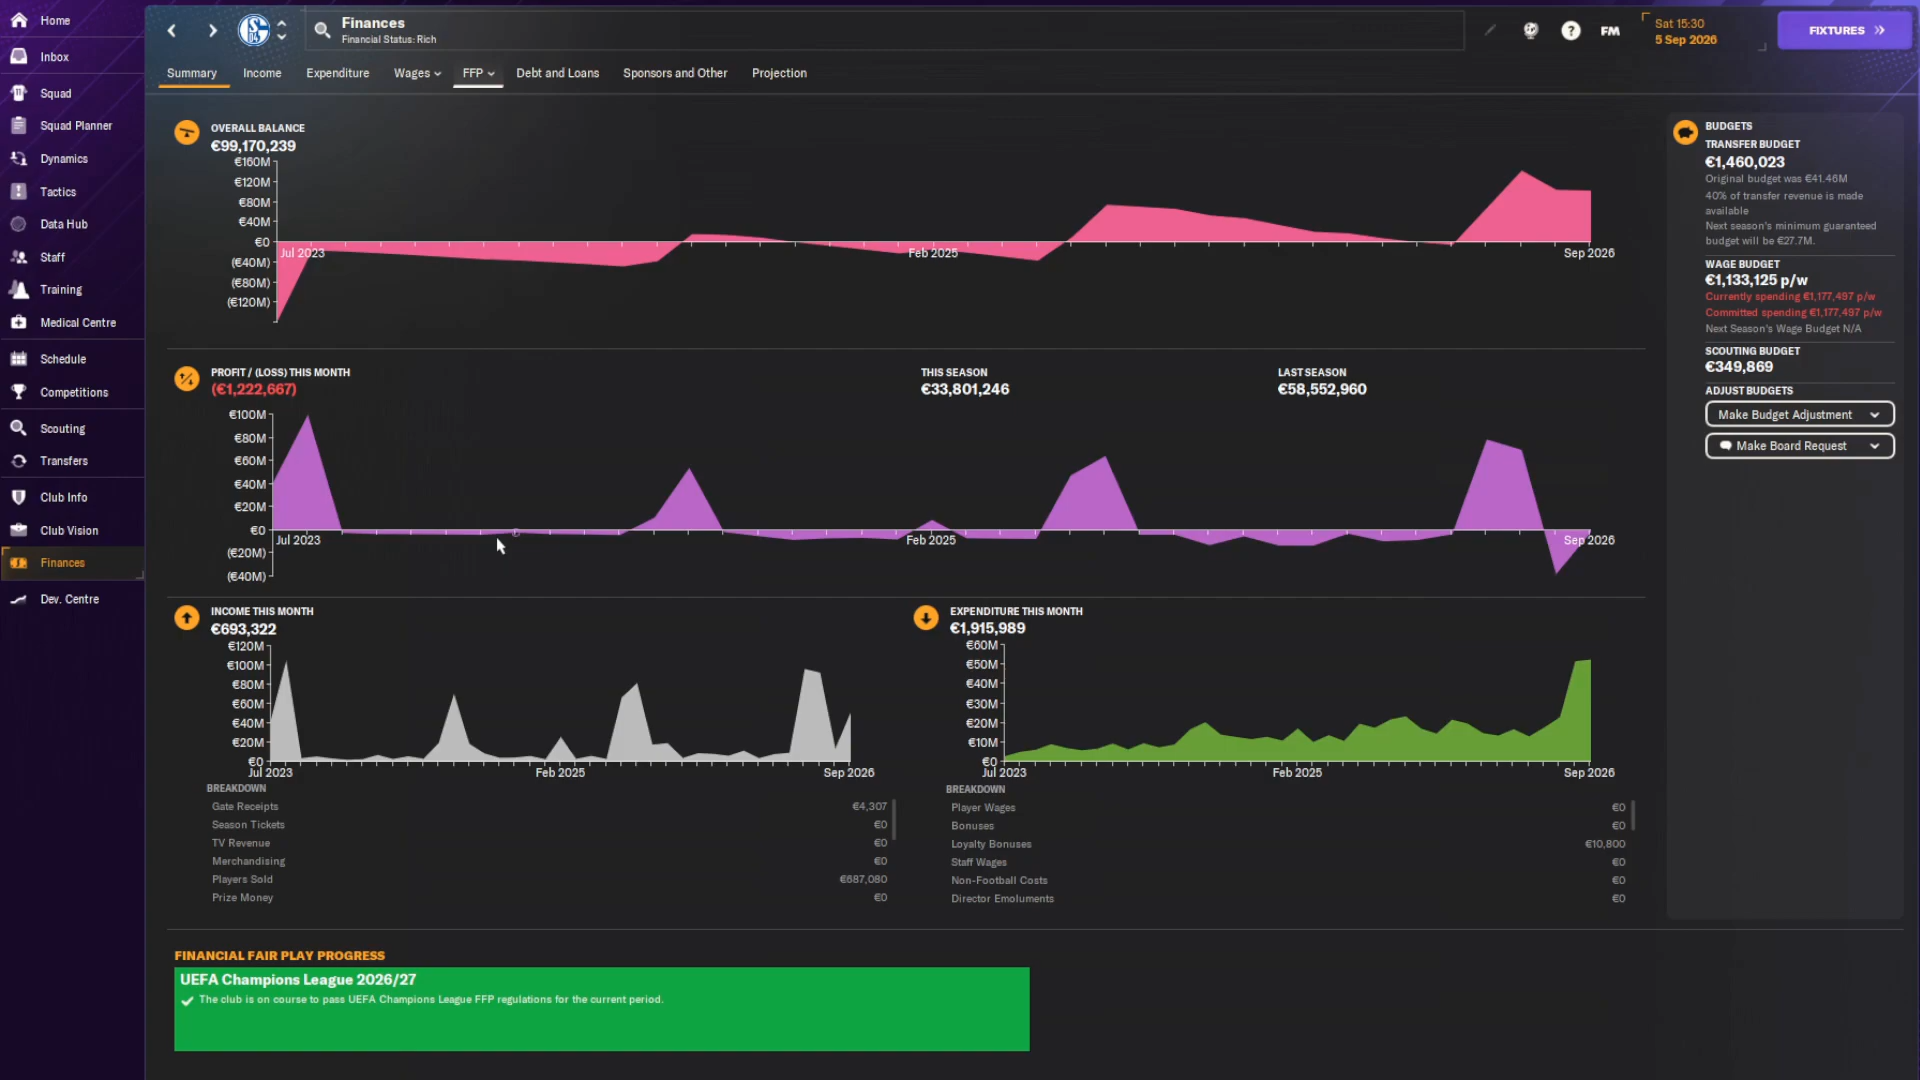 Home
Inbox
Squad
Squad Planner
Dynamics
Tactics
Data Hub
Staff
Training
Medical Centre
Schedule
Competitions
Scouting
Transfers
Club Info
Club Vision
Finances
Dev. Centre
Finances
Financial Status: Rich
FM
Sat 15:30
5 Sep 2026
FIXTURES
Summary Income Expenditure Wages FFP Debt and Loans Sponsors and Other Projection
OVERALL BALANCE
€99,170,239
€160M
€120M
€80M
€40M
€0
(€40M)
(€80M)
(€120M)
Jul 2023 Feb 2025 Sep 2026
PROFIT / (LOSS) THIS MONTH
(€1,222,667)
THIS SEASON
€33,801,246
LAST SEASON
€58,552,960
€100M
€80M
€60M
€40M
€20M
€0
(€20M)
(€40M)
Jul 2023 Feb 2025 Sep 2026
INCOME THIS MONTH
€693,322
€120M
€100M
€80M
€60M
€40M
€20M
€0
Jul 2023 Feb 2025 Sep 2026
BREAKDOWN
Gate Receipts €4,307
Season Tickets €0
TV Revenue €0
Merchandising €0
Players Sold €687,080
Prize Money €0
EXPENDITURE THIS MONTH
€1,915,989
€60M
€50M
€40M
€30M
€20M
€10M
€0
Jul 2023 Feb 2025 Sep 2026
BREAKDOWN
Player Wages €0
Bonuses €0
Loyalty Bonuses €10,800
Staff Wages €0
Non-Football Costs €0
Director Emoluments €0
FINANCIAL FAIR PLAY PROGRESS
UEFA Champions League 2026/27
The club is on course to pass UEFA Champions League FFP regulations for the current period.
BUDGETS
TRANSFER BUDGET
€1,460,023
Original budget was €41.46M
40% of transfer revenue is made
available
Next season's minimum guaranteed
budget will be €27.7M.
WAGE BUDGET
€1,133,125 p/w
Currently spending €1,177,497 p/w
Committed spending €1,177,497 p/w
Next Season's Wage Budget N/A
SCOUTING BUDGET
€349,869
ADJUST BUDGETS
Make Budget Adjustment
Make Board Request